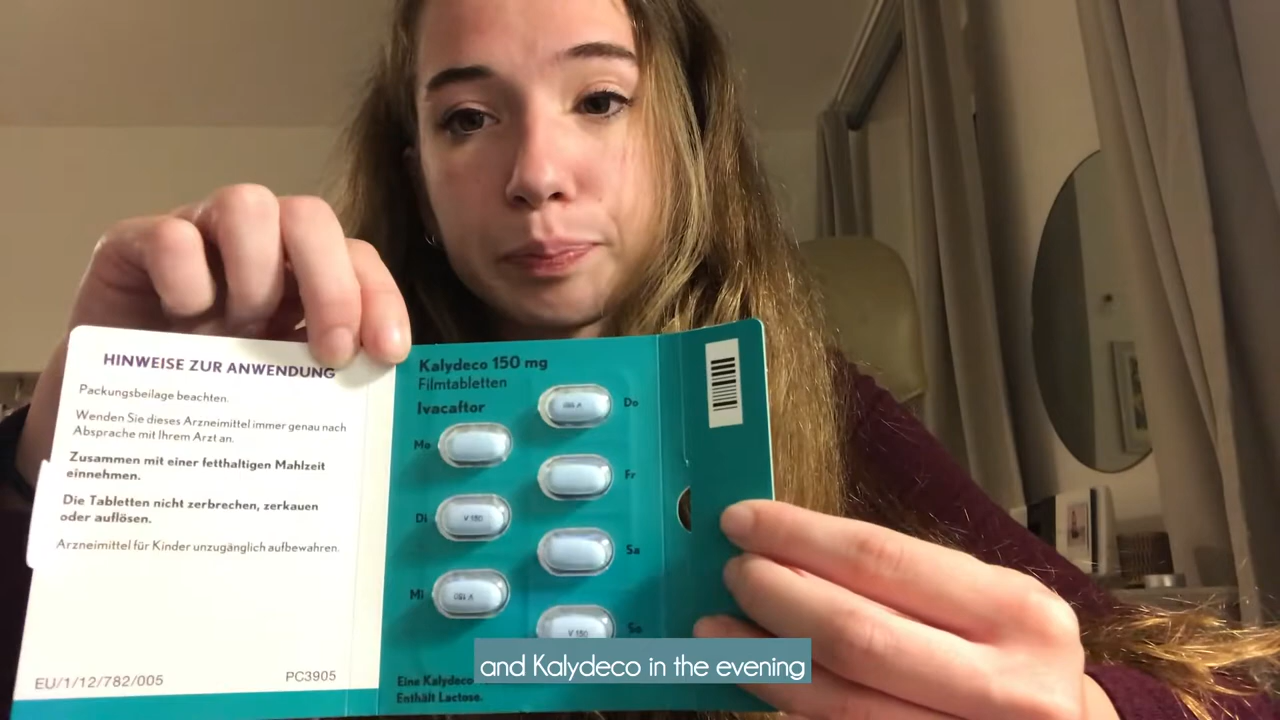 HINWEISE ZUR ANWENDUNG
Packungsbeilage beachten.
Wenden Sie dieses Arzneimittel immer genau nach
Absprache mit Ihrem Arzt an.
Zusammen mit einer fetthaltigen Mahlzeit
einnehmen.
Die Tabletten nicht zerbrechen, zerkauen
oder auflösen.
Arzneimittel für Kinder unzugänglich aufbewahren.
EU/1/12/782/005
PC3905
Kalydeco 150 mg
Filmtabletten
Ivacaftor
Mo
Di
V 150
Mi
V 150
Do
V 150
Fr
Sa
So
V 150
Eine Kalydeco
Enthält Lactose.
and Kalydeco in the evening